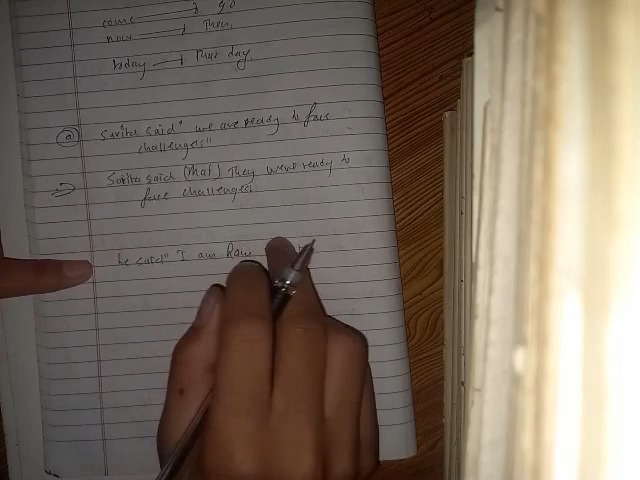 come → go
now → Then,
today → That day.
(a) Sarita said" we are ready to face
challenges"
⇒ Sarita said (That) They were ready to
face challenges.
he said" I am